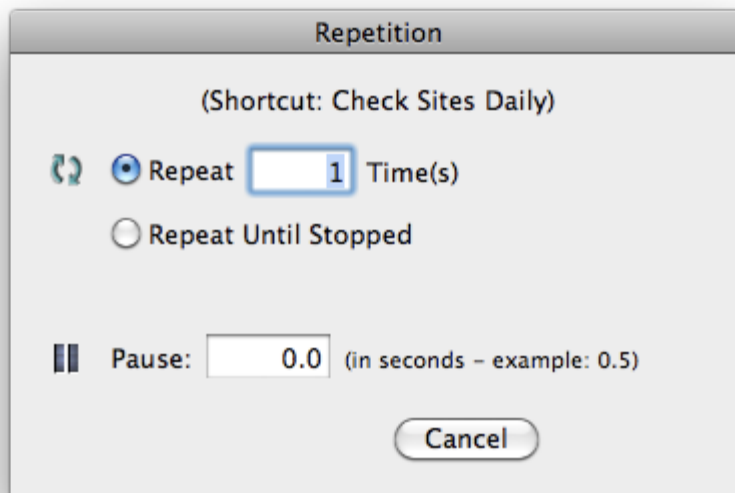 Repetition
(Shortcut: Check Sites Daily)
Repeat 1 Time(s)
Repeat Until Stopped
Pause: 0.0 (in seconds – example: 0.5)
Cancel